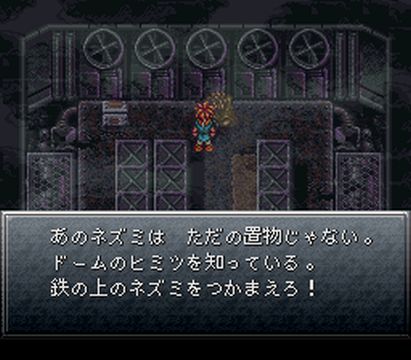 あのネズミは　ただの置物じゃない。
ドームのヒミツを知っている。
鉄の上のネズミをつかまえろ！